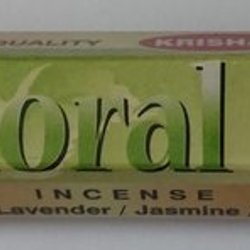 QUALITY KRISH
oral
INCENSE
Lavender / Jasmine